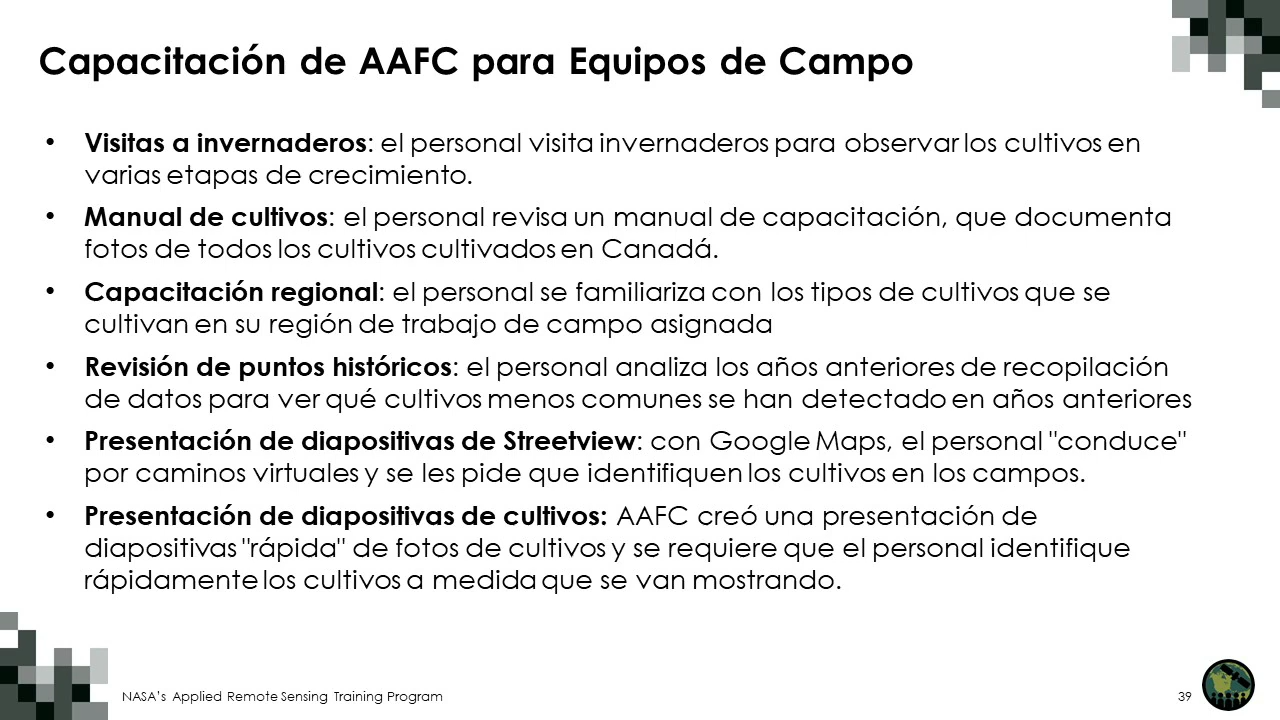 Capacitación de AAFC para Equipos de Campo
• Visitas a invernaderos: el personal visita invernaderos para observar los cultivos en
varias etapas de crecimiento.
• Manual de cultivos: el personal revisa un manual de capacitación, que documenta
fotos de todos los cultivos cultivados en Canadá.
• Capacitación regional: el personal se familiariza con los tipos de cultivos que se
cultivan en su región de trabajo de campo asignada
• Revisión de puntos históricos: el personal analiza los años anteriores de recopilación
de datos para ver qué cultivos menos comunes se han detectado en años anteriores
• Presentación de diapositivas de Streetview: con Google Maps, el personal "conduce"
por caminos virtuales y se les pide que identifiquen los cultivos en los campos.
• Presentación de diapositivas de cultivos: AAFC creó una presentación de
diapositivas "rápida" de fotos de cultivos y se requiere que el personal identifique
rápidamente los cultivos a medida que se van mostrando.
NASA's Applied Remote Sensing Training Program
39